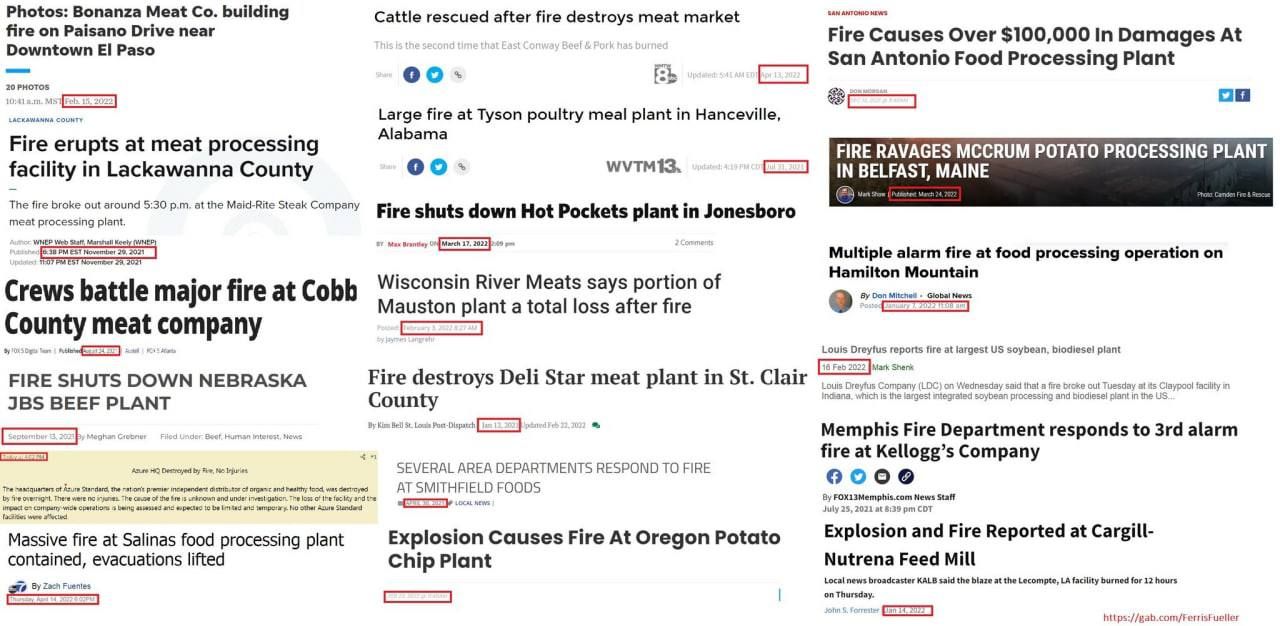 Photos: Bonanza Meat Co. building
fire on Paisano Drive near
Downtown El Paso
20 PHOTOS
10:41 a.m. MST Feb. 15, 2022
LACKAWANNA COUNTY
Fire erupts at meat processing
facility in Lackawanna County
The fire broke out around 5:30 p.m. at the Maid-Rite Steak Company
meat processing plant.
Author: WNEP Web Staff, Marshall Keely (WNEP)
Published: 6:38 PM EST November 29, 2021
Updated: 11:07 PM EST November 29, 2021
Crews battle major fire at Cobb
County meat company
By FOX 5 Digital Team | Published August 24, 2021 | Austell | FOX 5 Atlanta
FIRE SHUTS DOWN NEBRASKA
JBS BEEF PLANT
September 13, 2021 By Meghan Grebner Filed Under: Beef, Human Interest, News
Today at 4:02 PM
#1
Azure HQ Destroyed by Fire, No Injuries
The headquarters of Azure Standard, the nation's premier independent distributor of organic and healthy food, was destroyed
by fire overnight. There were no injuries. The cause of the fire is unknown and under investigation. The loss of the facility and the
impact on company-wide operations is being assessed and expected to be limited and temporary. No other Azure Standard
facilities were affected.
Massive fire at Salinas food processing plant
contained, evacuations lifted
By Zach Fuentes
Thursday, April 14, 2022 6:02PM
Cattle rescued after fire destroys meat market
This is the second time that East Conway Beef & Pork has burned
Share
WMTW
8
Updated: 5:41 AM EDT Apr 13, 2022
Large fire at Tyson poultry meal plant in Hanceville,
Alabama
Share
WVTM13
Updated: 4:19 PM CDT Jul 31, 2021
Fire shuts down Hot Pockets plant in Jonesboro
BY Max Brantley ON March 17, 2022 2:09 pm 2 Comments
Wisconsin River Meats says portion of
Mauston plant a total loss after fire
Posted: February 3, 2022 8:27 AM
by Jaymes Langrehr
Fire destroys Deli Star meat plant in St. Clair
County
By Kim Bell St. Louis Post-Dispatch Jan 12, 2021 Updated Feb 22, 2022
SEVERAL AREA DEPARTMENTS RESPOND TO FIRE
AT SMITHFIELD FOODS
APRIL 30, 2021 LOCAL NEWS |
Explosion Causes Fire At Oregon Potato
Chip Plant
SAN ANTONIO NEWS
Fire Causes Over $100,000 In Damages At
San Antonio Food Processing Plant
DON MORGAN
FIRE RAVAGES MCCRUM POTATO PROCESSING PLANT
IN BELFAST, MAINE
Mark Shaw | Published: March 24, 2022
Photo: Camden Fire & Rescue
Multiple alarm fire at food processing operation on
Hamilton Mountain
By Don Mitchell • Global News
Posted January 7, 2022 11:08 am
Louis Dreyfus reports fire at largest US soybean, biodiesel plant
16 Feb 2022 Mark Shenk
Louis Dreyfus Company (LDC) on Wednesday said that a fire broke out Tuesday at its Claypool facility in
Indiana, which is the largest integrated soybean processing and biodiesel plant in the US...
Memphis Fire Department responds to 3rd alarm
fire at Kellogg's Company
By FOX13Memphis.com News Staff
July 25, 2021 at 8:39 pm CDT
Explosion and Fire Reported at Cargill-
Nutrena Feed Mill
Local news broadcaster KALB said the blaze at the Lecompte, LA facility burned for 12 hours
on Thursday.
John S. Forrester Jan 14, 2022
https://gab.com/FerrisFueller